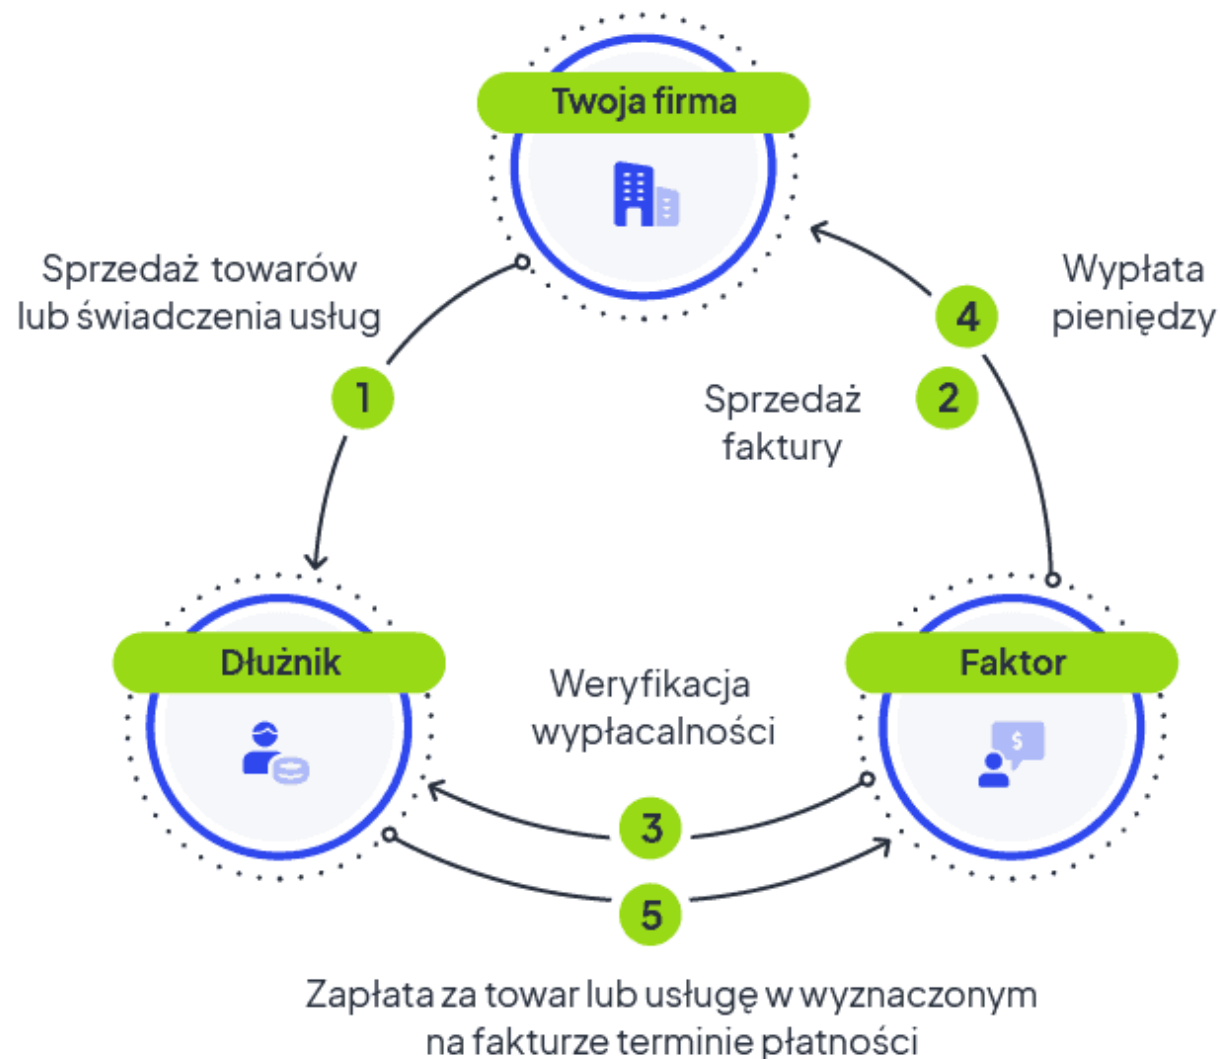 Twoja firma
Sprzedaż towarów
lub świadczenia usług
1
Wypłata
pieniędzy
4
Sprzedaż
faktury
2
Dłużnik
Faktor
$
Weryfikacja
wypłacalności
3
5
Zapłata za towar lub usługę w wyznaczonym
na fakturze terminie płatności